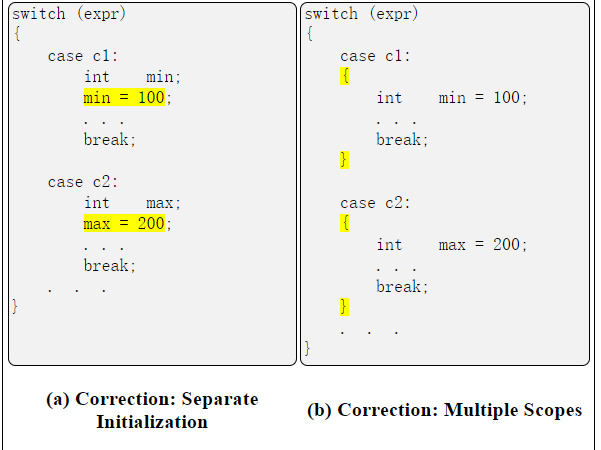 switch (expr)
{
case c1:
int min;
min = 100;
. . .
break;
case c2:
int max;
max = 200;
. . .
break;
. . .
}
(a) Correction: Separate
Initialization
switch (expr)
{
case c1:
{
int min = 100;
. . .
break;
}
case c2:
{
int max = 200;
. . .
break;
}
. . .
}
(b) Correction: Multiple Scopes